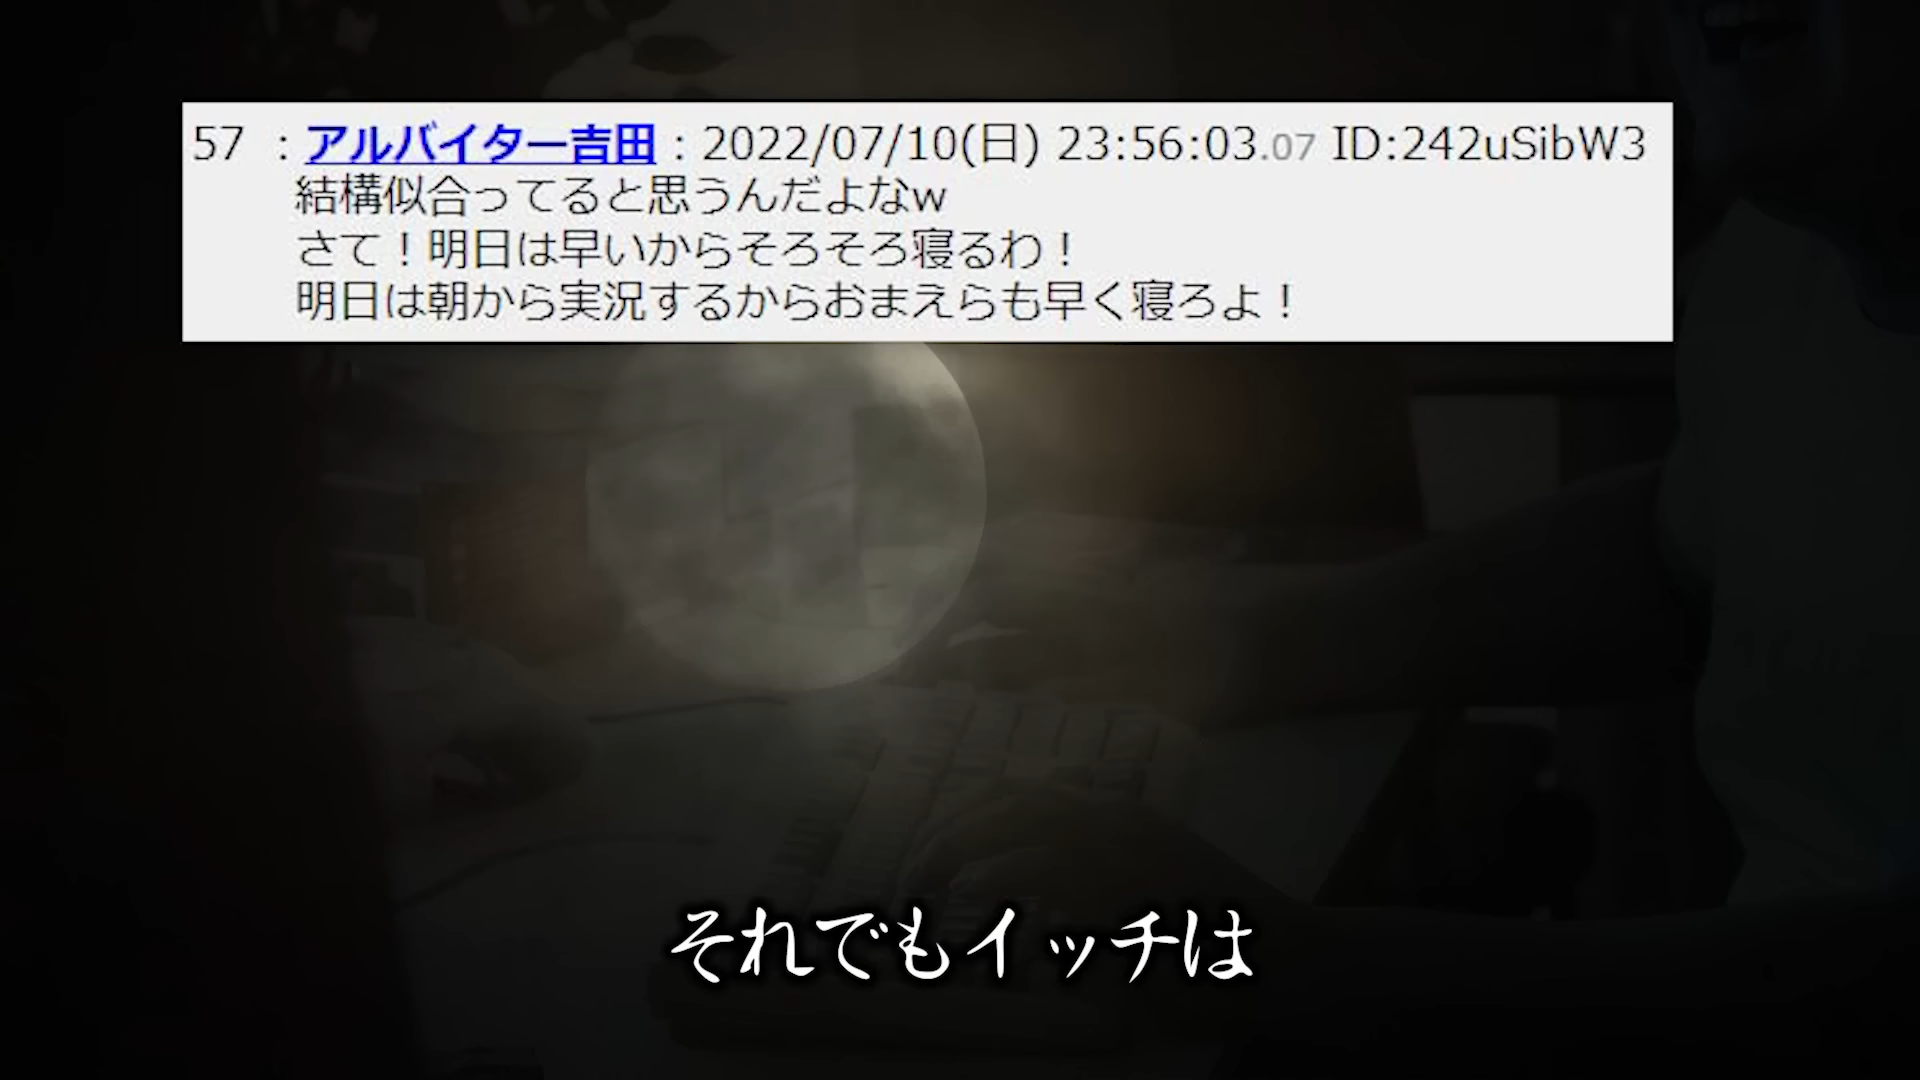 57 ：アルバイター吉田：2022/07/10(日) 23:56:03.07 ID:242uSibW3
結構似合ってると思うんだよなw
さて！明日は早いからそろそろ寝るわ！
明日は朝から実況するからおまえらも早く寝ろよ！
それでもイッチは